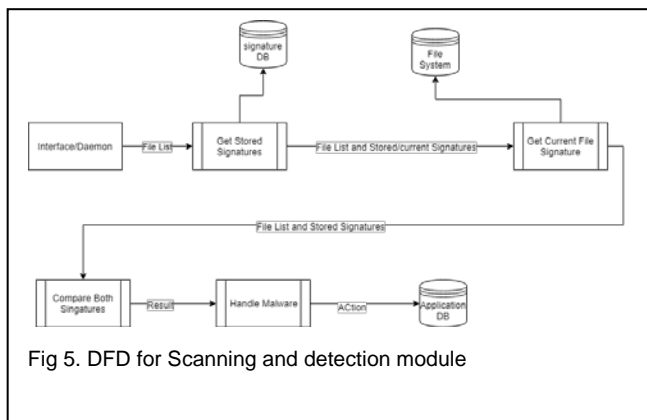 signature
DB
File
System
Interface/Daemon
File List
Get Stored
Signatures
File List and Stored/current Signatures
Get Current File
Signature
File List and Stored Signatures
Compare Both
Singatures
Result
Handle Malware
ACtion
Application
DB
Fig 5. DFD for Scanning and detection module